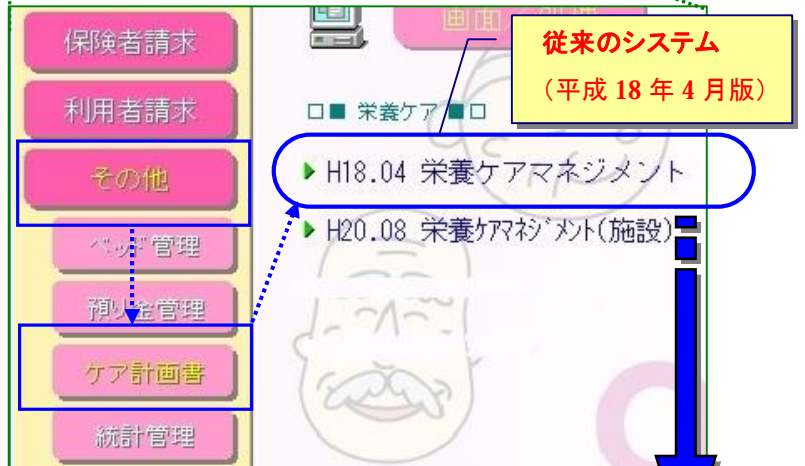 保険者請求
利用者請求
その他
ベッド管理
預り金管理
ケア計画書
統計管理
従来のシステム
（平成 18 年 4 月版）
□■ 栄養ケア ■□
H18.04 栄養ケアマネジメント
H20.08 栄養ｹｱﾏﾈｼﾞﾒﾝﾄ(施設)